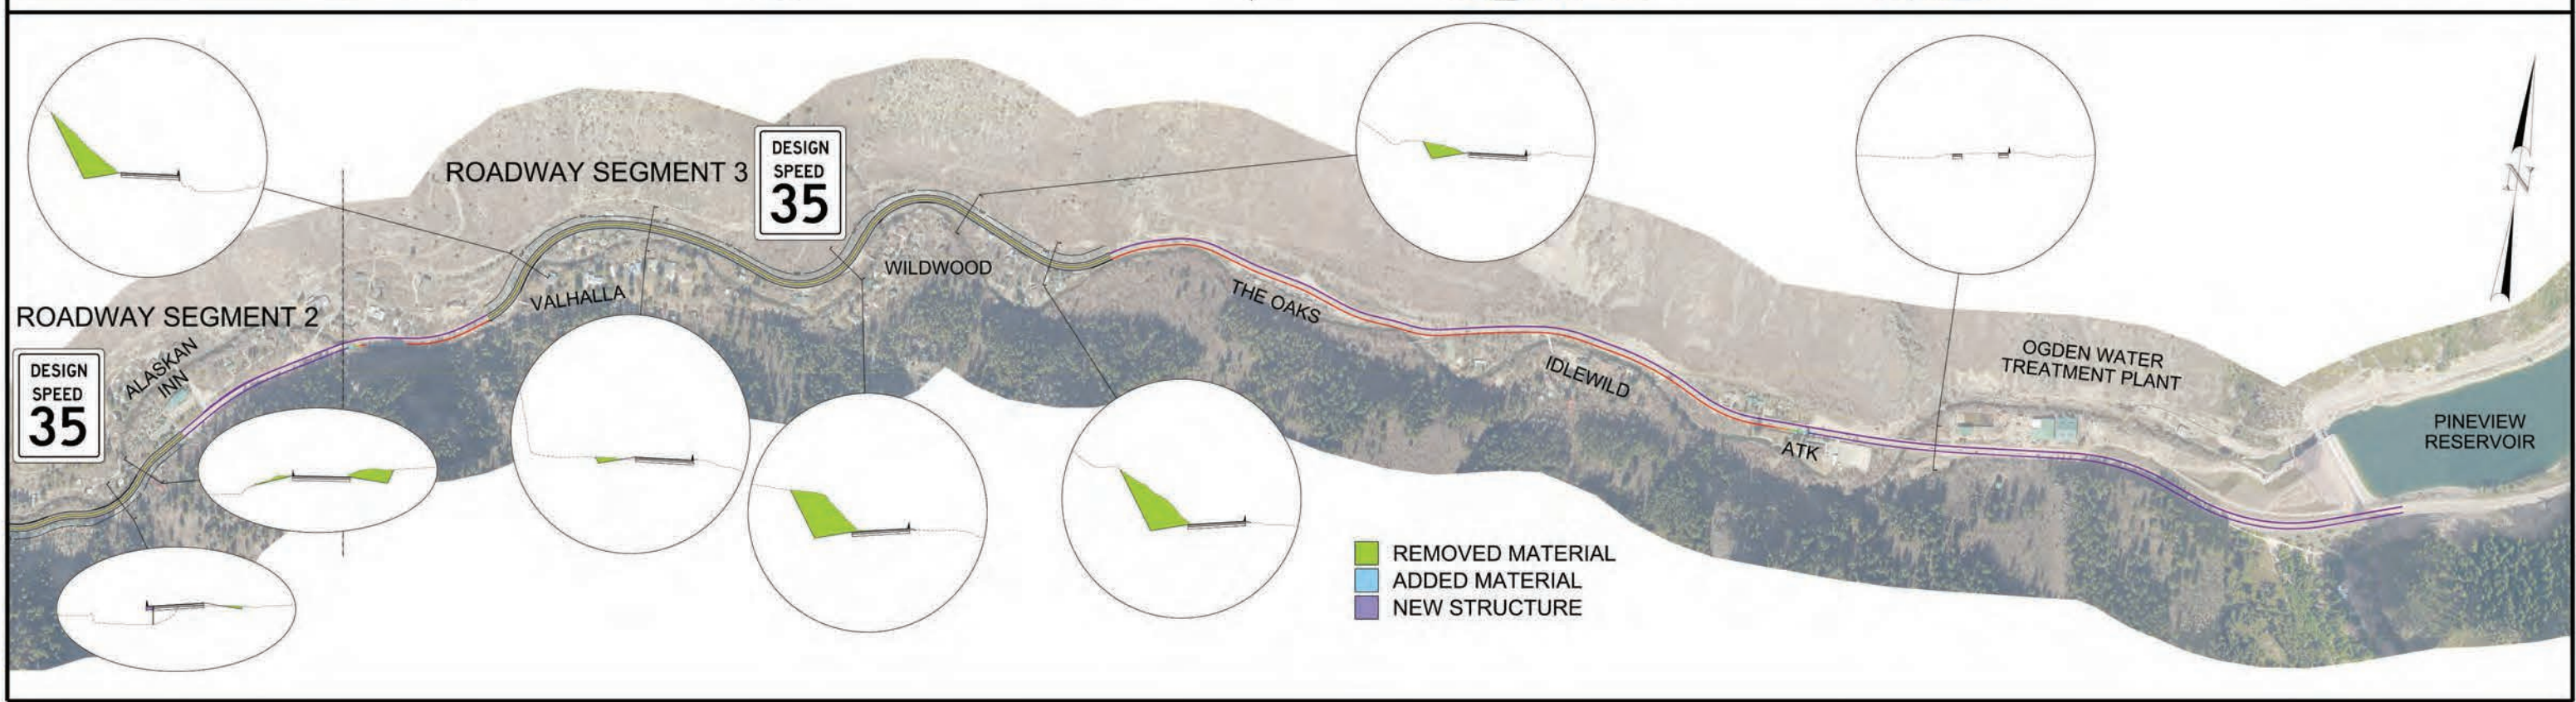 ROADWAY SEGMENT 3
DESIGN
SPEED
35
ROADWAY SEGMENT 2
DESIGN
SPEED
35
ALASKAN
INN
VALHALLA
WILDWOOD
THE OAKS
IDLEWILD
ATK
OGDEN WATER
TREATMENT PLANT
PINEVIEW
RESERVOIR
N
REMOVED MATERIAL
ADDED MATERIAL
NEW STRUCTURE